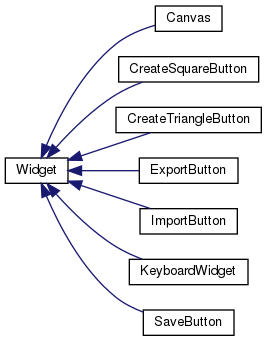 Canvas
CreateSquareButton
CreateTriangleButton
Widget
ExportButton
ImportButton
KeyboardWidget
SaveButton